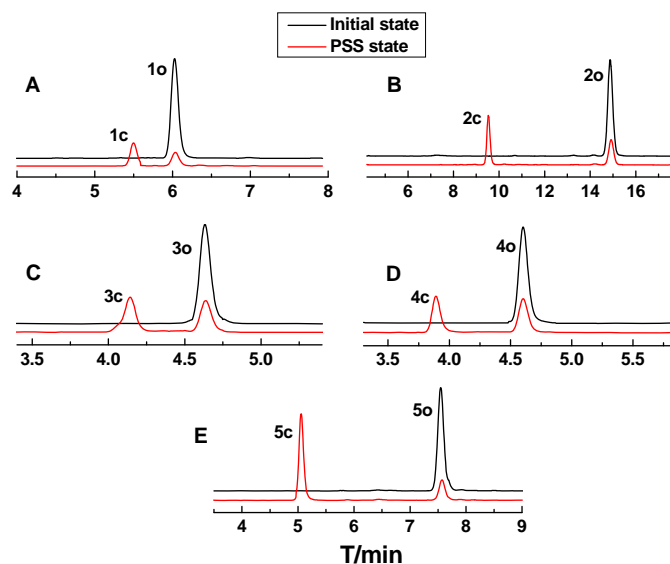 Initial state
PSS state
A
1o
1c
4 5 6 7 8
B
2o
2c
6 8 10 12 14 16
C
3o
3c
3.5 4.0 4.5 5.0
D
4o
4c
3.5 4.0 4.5 5.0 5.5
E
5o
5c
4 5 6 7 8 9
T/min